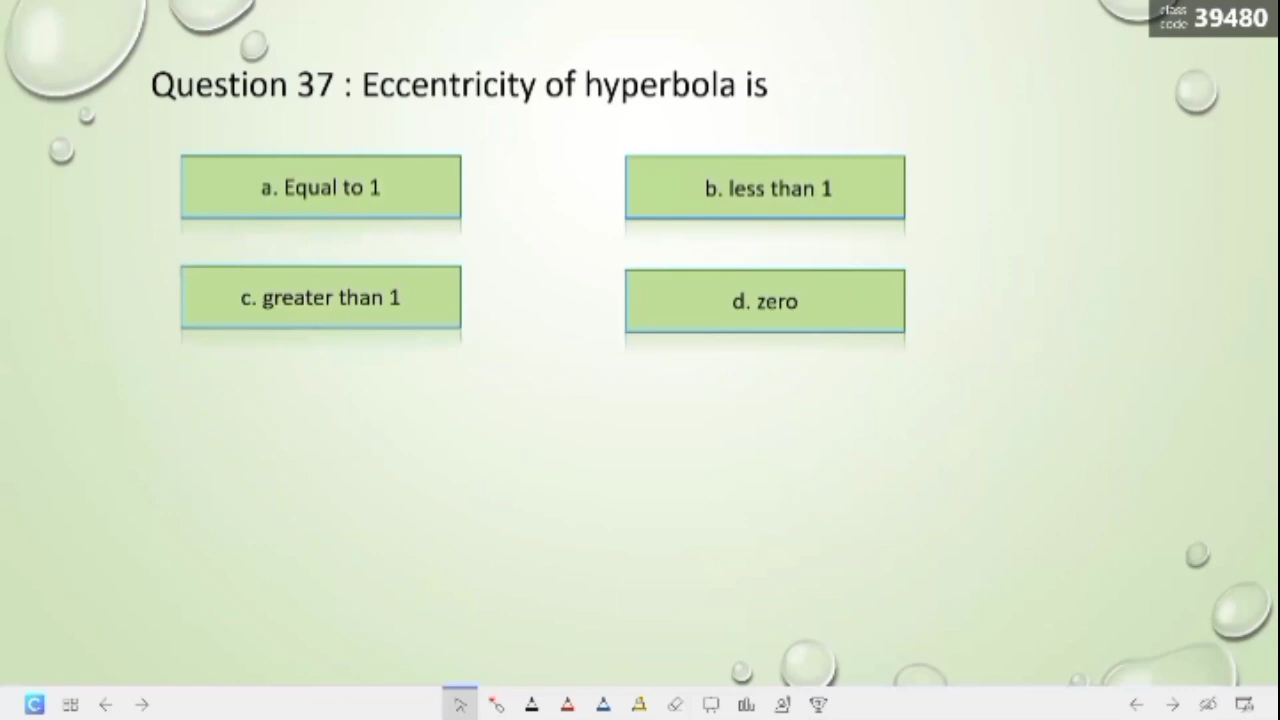 class
code 39480
Question 37 : Eccentricity of hyperbola is
a. Equal to 1
b. less than 1
c. greater than 1
d. zero